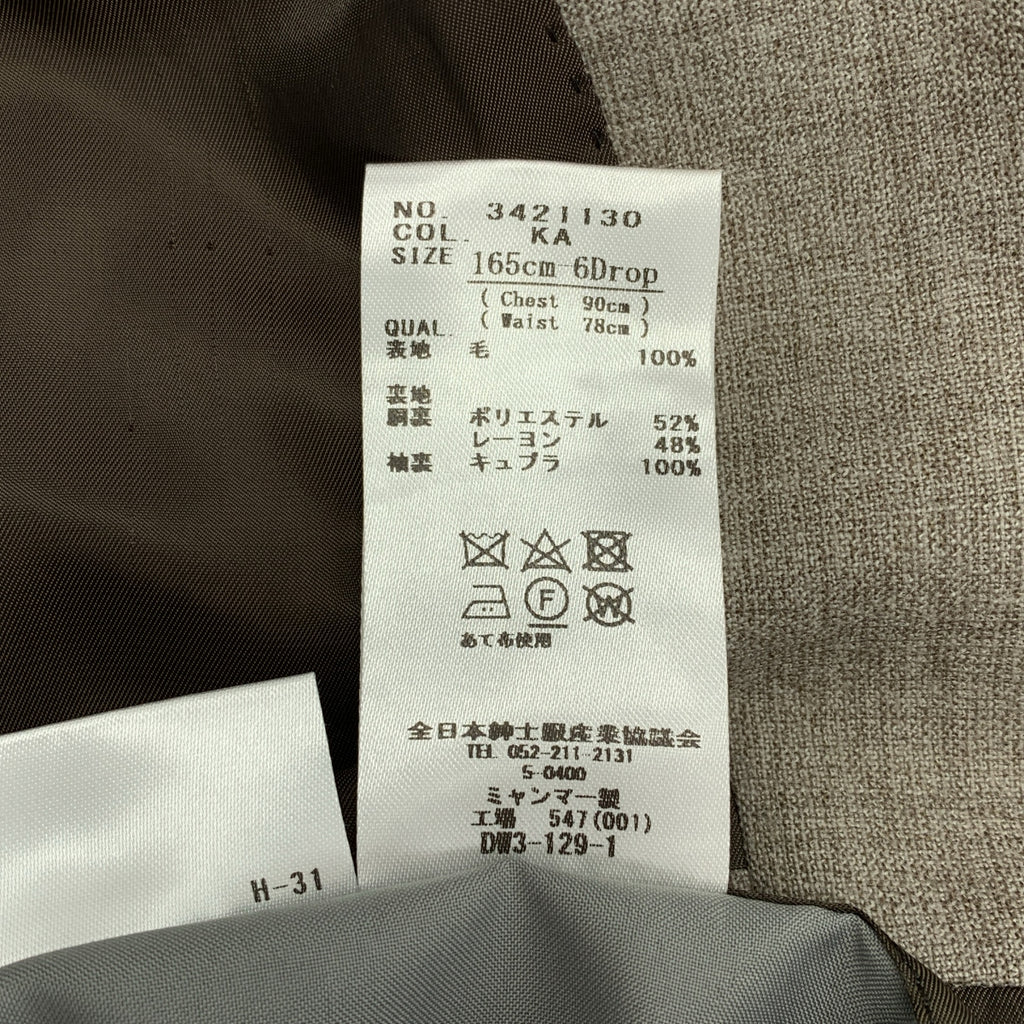 NO. 3421130
COL. KA
SIZE 165cm-6Drop
( Chest 90cm )
( Waist 78cm )
QUAL.
表地 毛 100%
裏地
胴裏 ポリエステル 52%
レーヨン 48%
袖裏 キュプラ 100%
F W
あて布使用
全日本紳士服産業協議会
TEL 052-211-2131
S-0400
ミャンマー製
工場 547(001)
DW3-129-1
H-31